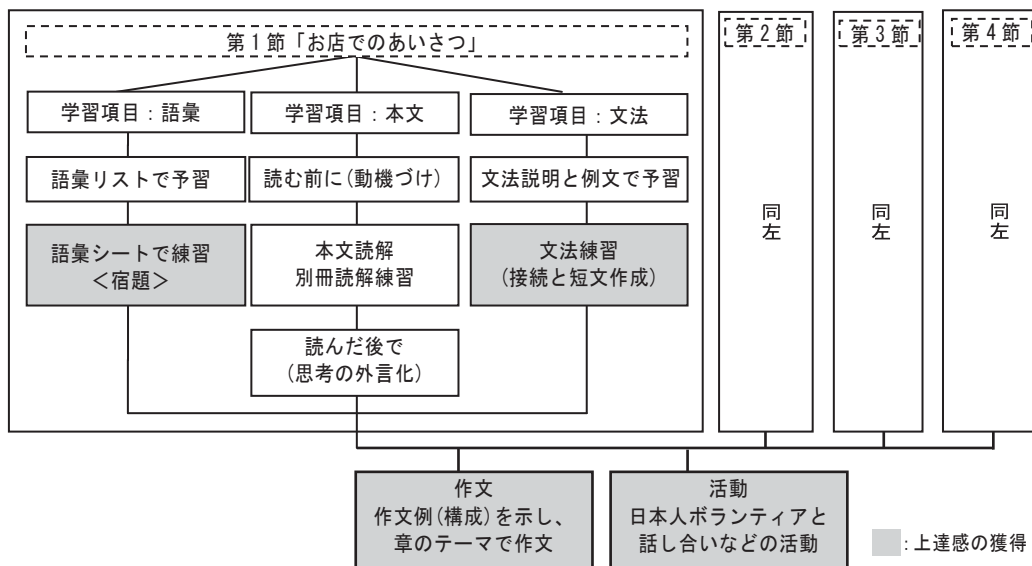 第1節「お店でのあいさつ」
第2節
第3節
第4節
学習項目：語彙
学習項目：本文
学習項目：文法
語彙リストで予習
読む前に(動機づけ)
文法説明と例文で予習
語彙シートで練習
＜宿題＞
本文読解
別冊読解練習
文法練習
(接続と短文作成)
読んだ後で
(思考の外言化)
同左
同左
同左
作文
作文例(構成)を示し、
章のテーマで作文
活動
日本人ボランティアと
話し合いなどの活動
：上達感の獲得